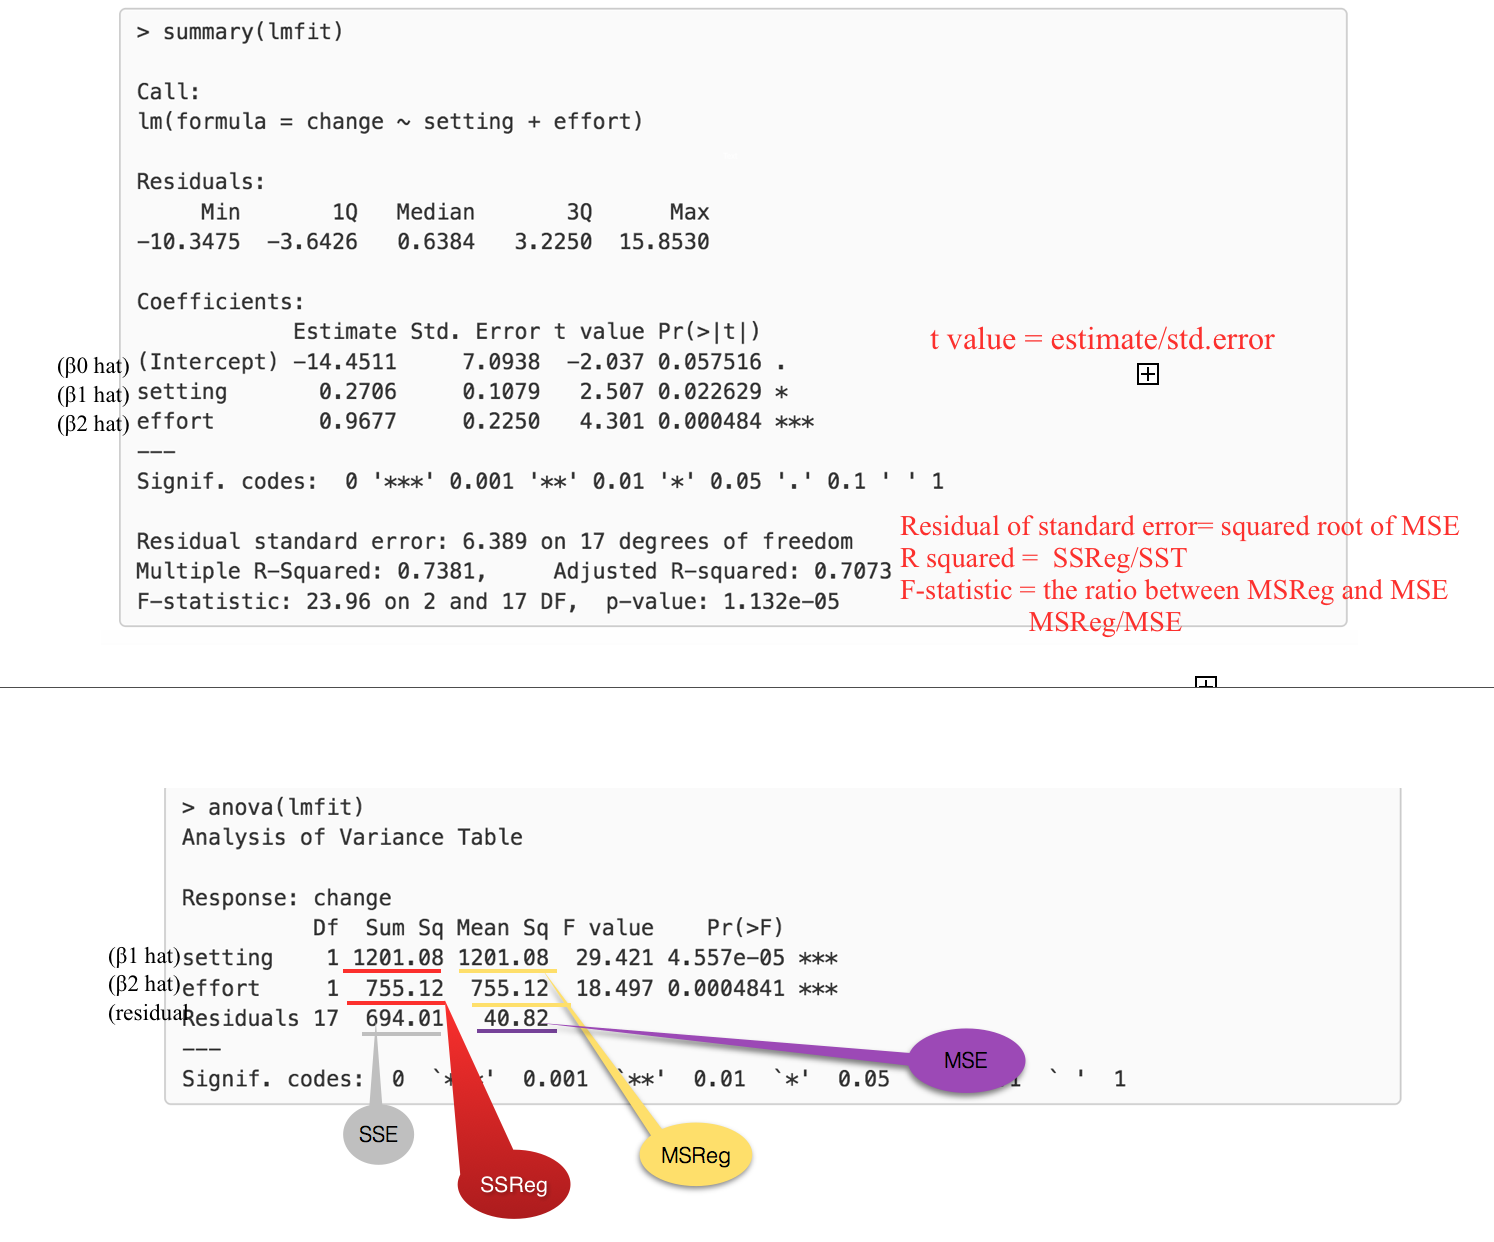 > summary(lmfit)
Call:
lm(formula = change ~ setting + effort)
Residuals:
Min 1Q Median 3Q Max
-10.3475 -3.6426 0.6384 3.2250 15.8530
Coefficients:
Estimate Std. Error t value Pr(>|t|)
t value = estimate/std.error
(β0 hat) (Intercept) -14.4511 7.0938 -2.037 0.057516 .
(β1 hat) setting 0.2706 0.1079 2.507 0.022629 *
(β2 hat) effort 0.9677 0.2250 4.301 0.000484 ***
---
Signif. codes: 0 '***' 0.001 '**' 0.01 '*' 0.05 '.' 0.1 ' ' 1
Residual standard error: 6.389 on 17 degrees of freedom
Multiple R-Squared: 0.7381, Adjusted R-squared: 0.7073
F-statistic: 23.96 on 2 and 17 DF, p-value: 1.132e-05
Residual of standard error= squared root of MSE
R squared = SSReg/SST
F-statistic = the ratio between MSReg and MSE
MSReg/MSE
> anova(lmfit)
Analysis of Variance Table
Response: change
Df Sum Sq Mean Sq F value Pr(>F)
(β1 hat) setting 1 1201.08 1201.08 29.421 4.557e-05 ***
(β2 hat) effort 1 755.12 755.12 18.497 0.0004841 ***
(residual Residuals 17 694.01 40.82
---
Signif. codes: 0 `* ' 0.001 `**' 0.01 `*' 0.05 1 ` ' 1
MSE
SSE
MSReg
SSReg